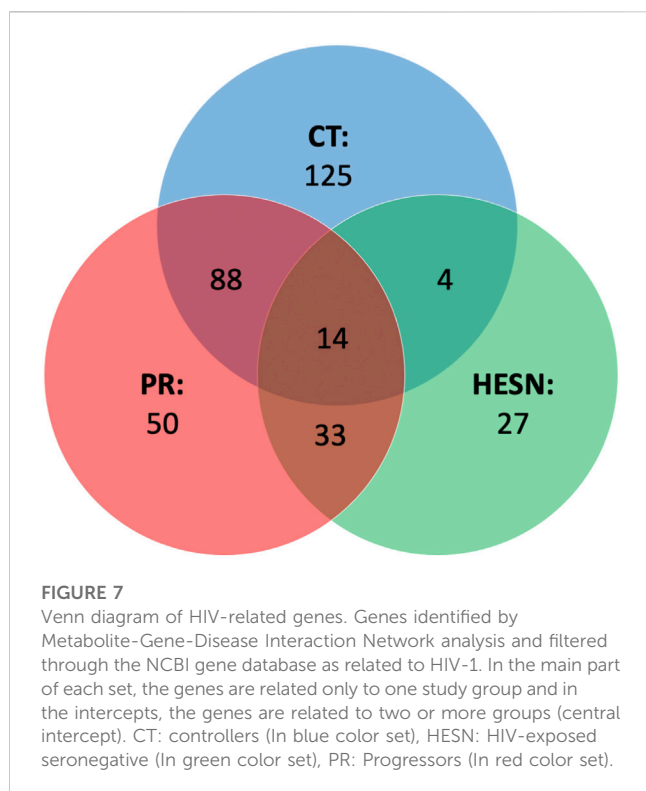 CT:
125
88
4
14
PR:
50
HESN:
27
33
FIGURE 7
Venn diagram of HIV-related genes. Genes identified by
Metabolite-Gene-Disease Interaction Network analysis and filtered
through the NCBI gene database as related to HIV-1. In the main part
of each set, the genes are related only to one study group and in
the intercepts, the genes are related to two or more groups (central
intercept). CT: controllers (In blue color set), HESN: HIV-exposed
seronegative (In green color set), PR: Progressors (In red color set).